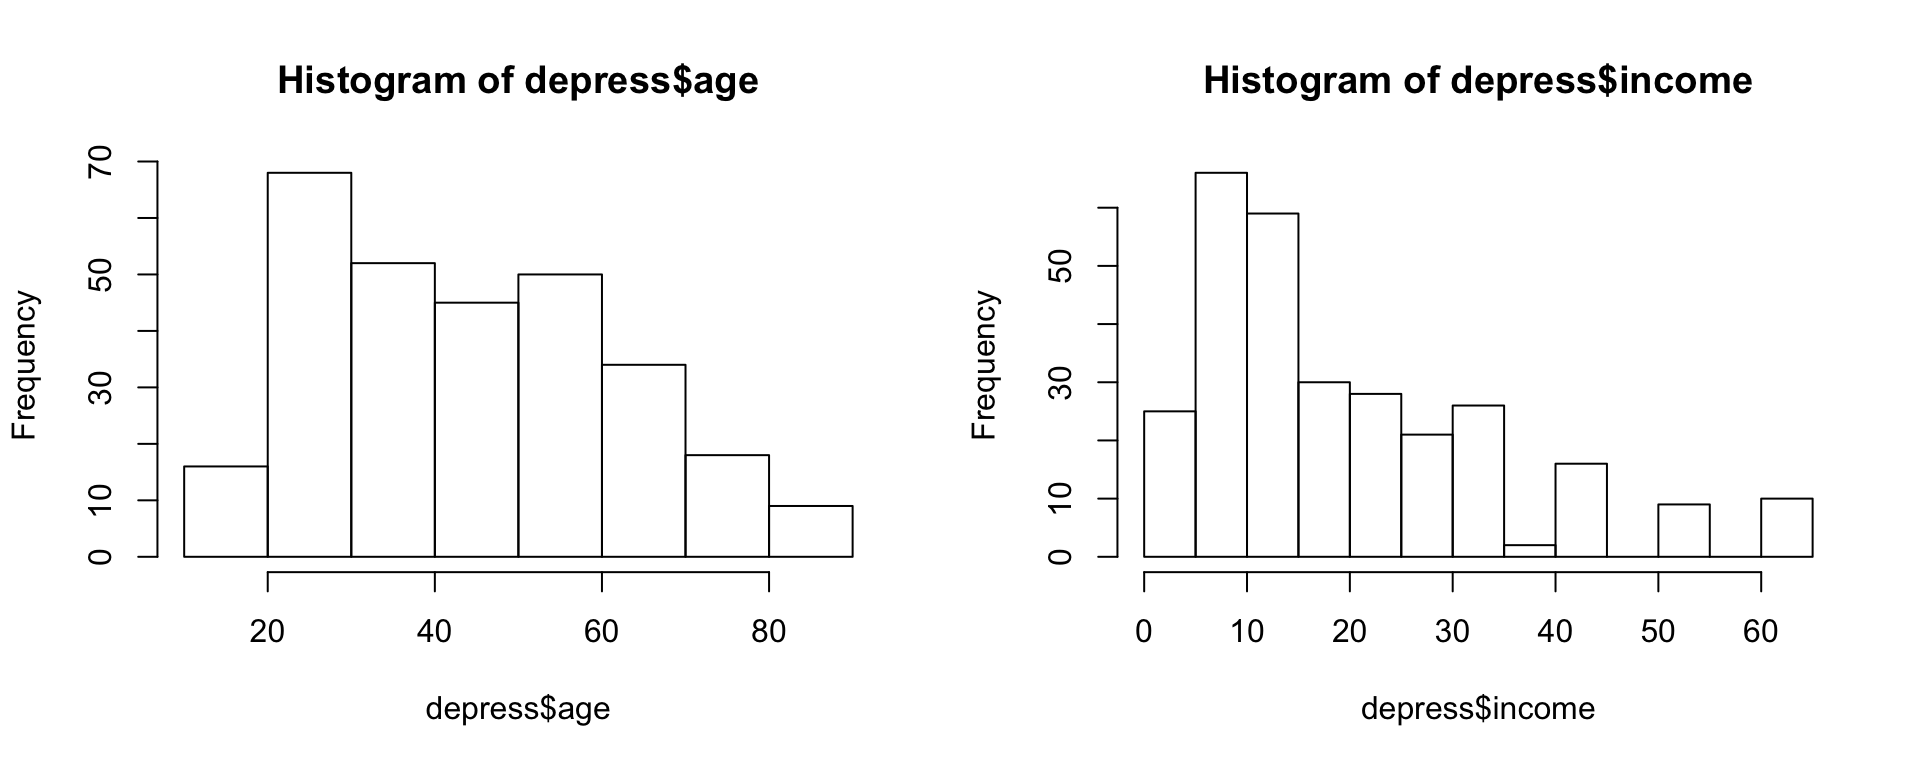 Histogram of depress$age
Frequency
70
50
30
10
0
20 40 60 80
depress$age
Histogram of depress$income
Frequency
50
30
10
0
0 10 20 30 40 50 60
depress$income